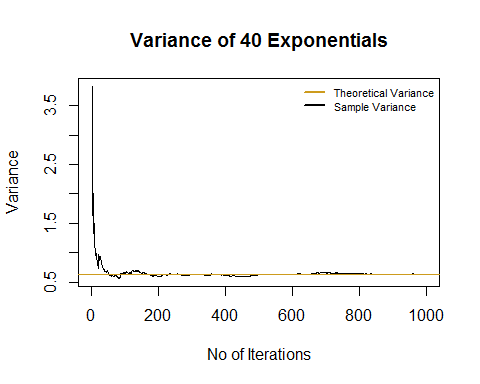 Variance of 40 Exponentials
Theoretical Variance
Sample Variance
Variance
3.5
2.5
1.5
0.5
0 200 400 600 800 1000
No of Iterations